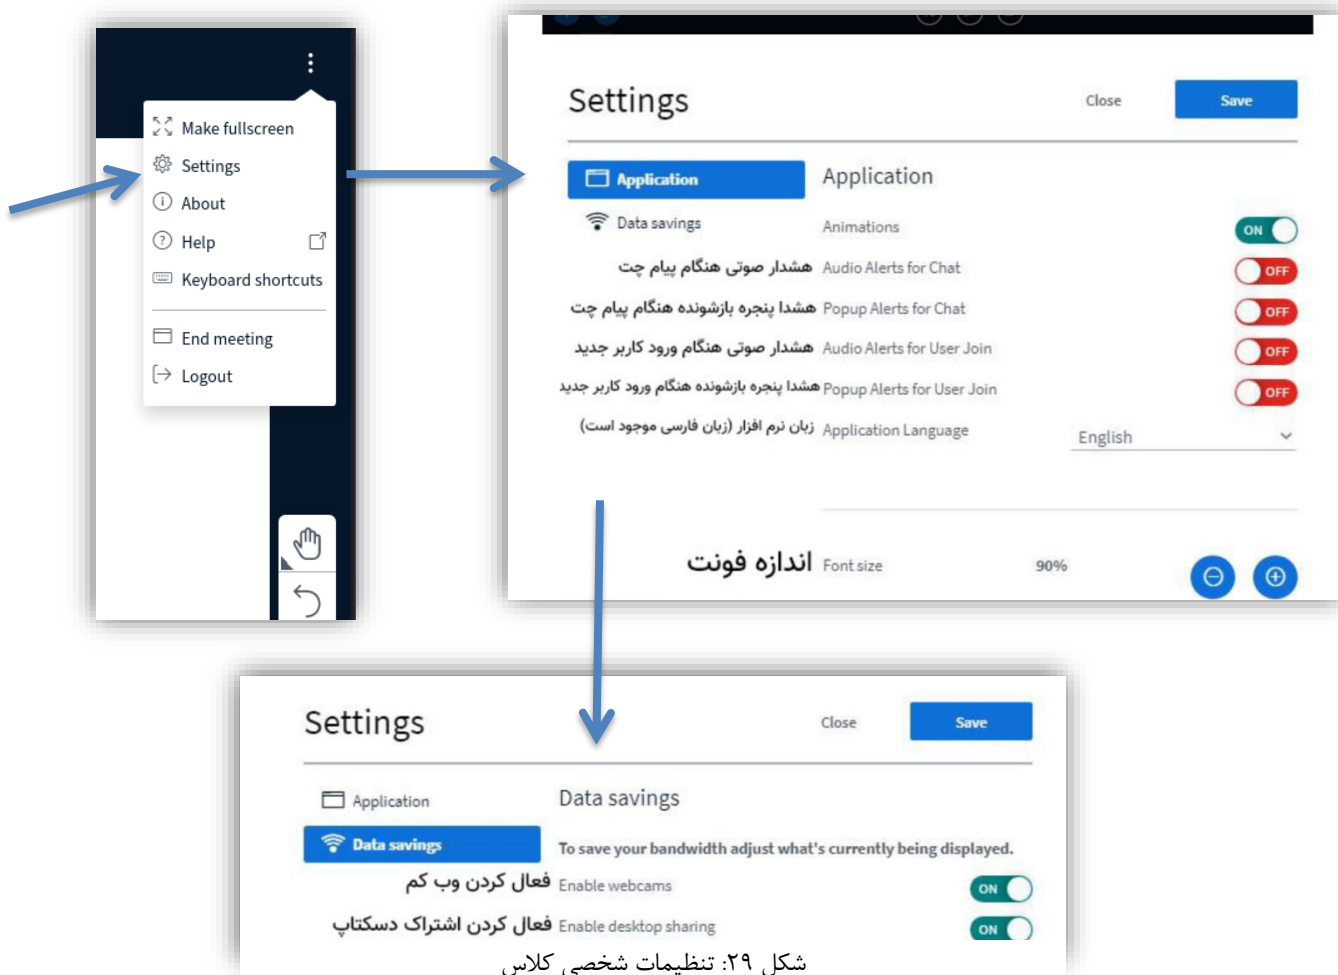 Make fullscreen
Settings
About
Help
Keyboard shortcuts
End meeting
Logout
Settings
Close
Save
Application
Application
Data savings
Animations
ON
هشدار صوتی هنگام پیام چت
Audio Alerts for Chat
OFF
هشدا پنجره بازشونده هنگام پیام چت
Popup Alerts for Chat
OFF
هشدار صوتی هنگام ورود کاربر جدید
Audio Alerts for User Join
OFF
هشدا پنجره بازشونده هنگام ورود کاربر جدید
Popup Alerts for User Join
OFF
زبان نرم افزار (زبان فارسی موجود است)
Application Language
English
اندازه فونت
Font size
90%
Settings
Close
Save
Application
Data savings
Data savings
To save your bandwidth adjust what's currently being displayed.
فعال کردن وب کم
Enable webcams
ON
فعال کردن اشتراک دسکتاپ
Enable desktop sharing
ON
شکل ۲۹: تنظیمات شخصی کلاس